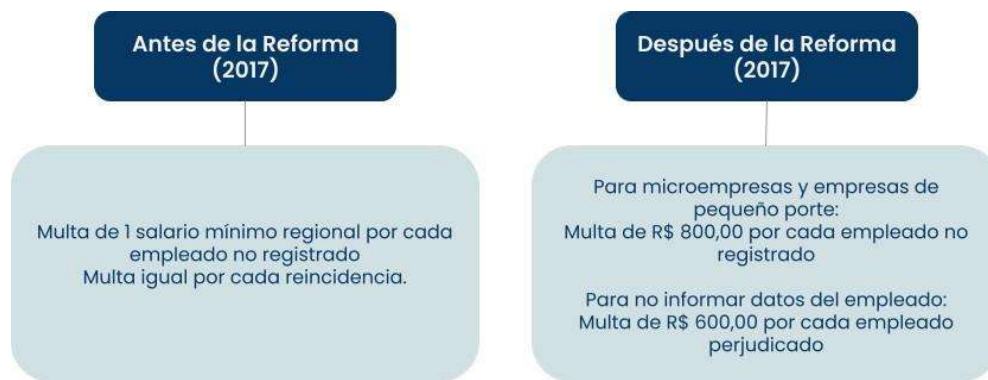 Antes de la Reforma
(2017)
Multa de 1 salario mínimo regional por cada
empleado no registrado
Multa igual por cada reincidencia.
Después de la Reforma
(2017)
Para microempresas y empresas de
pequeño porte:
Multa de R$ 800,00 por cada empleado no
registrado
Para no informar datos del empleado:
Multa de R$ 600,00 por cada empleado
perjudicado